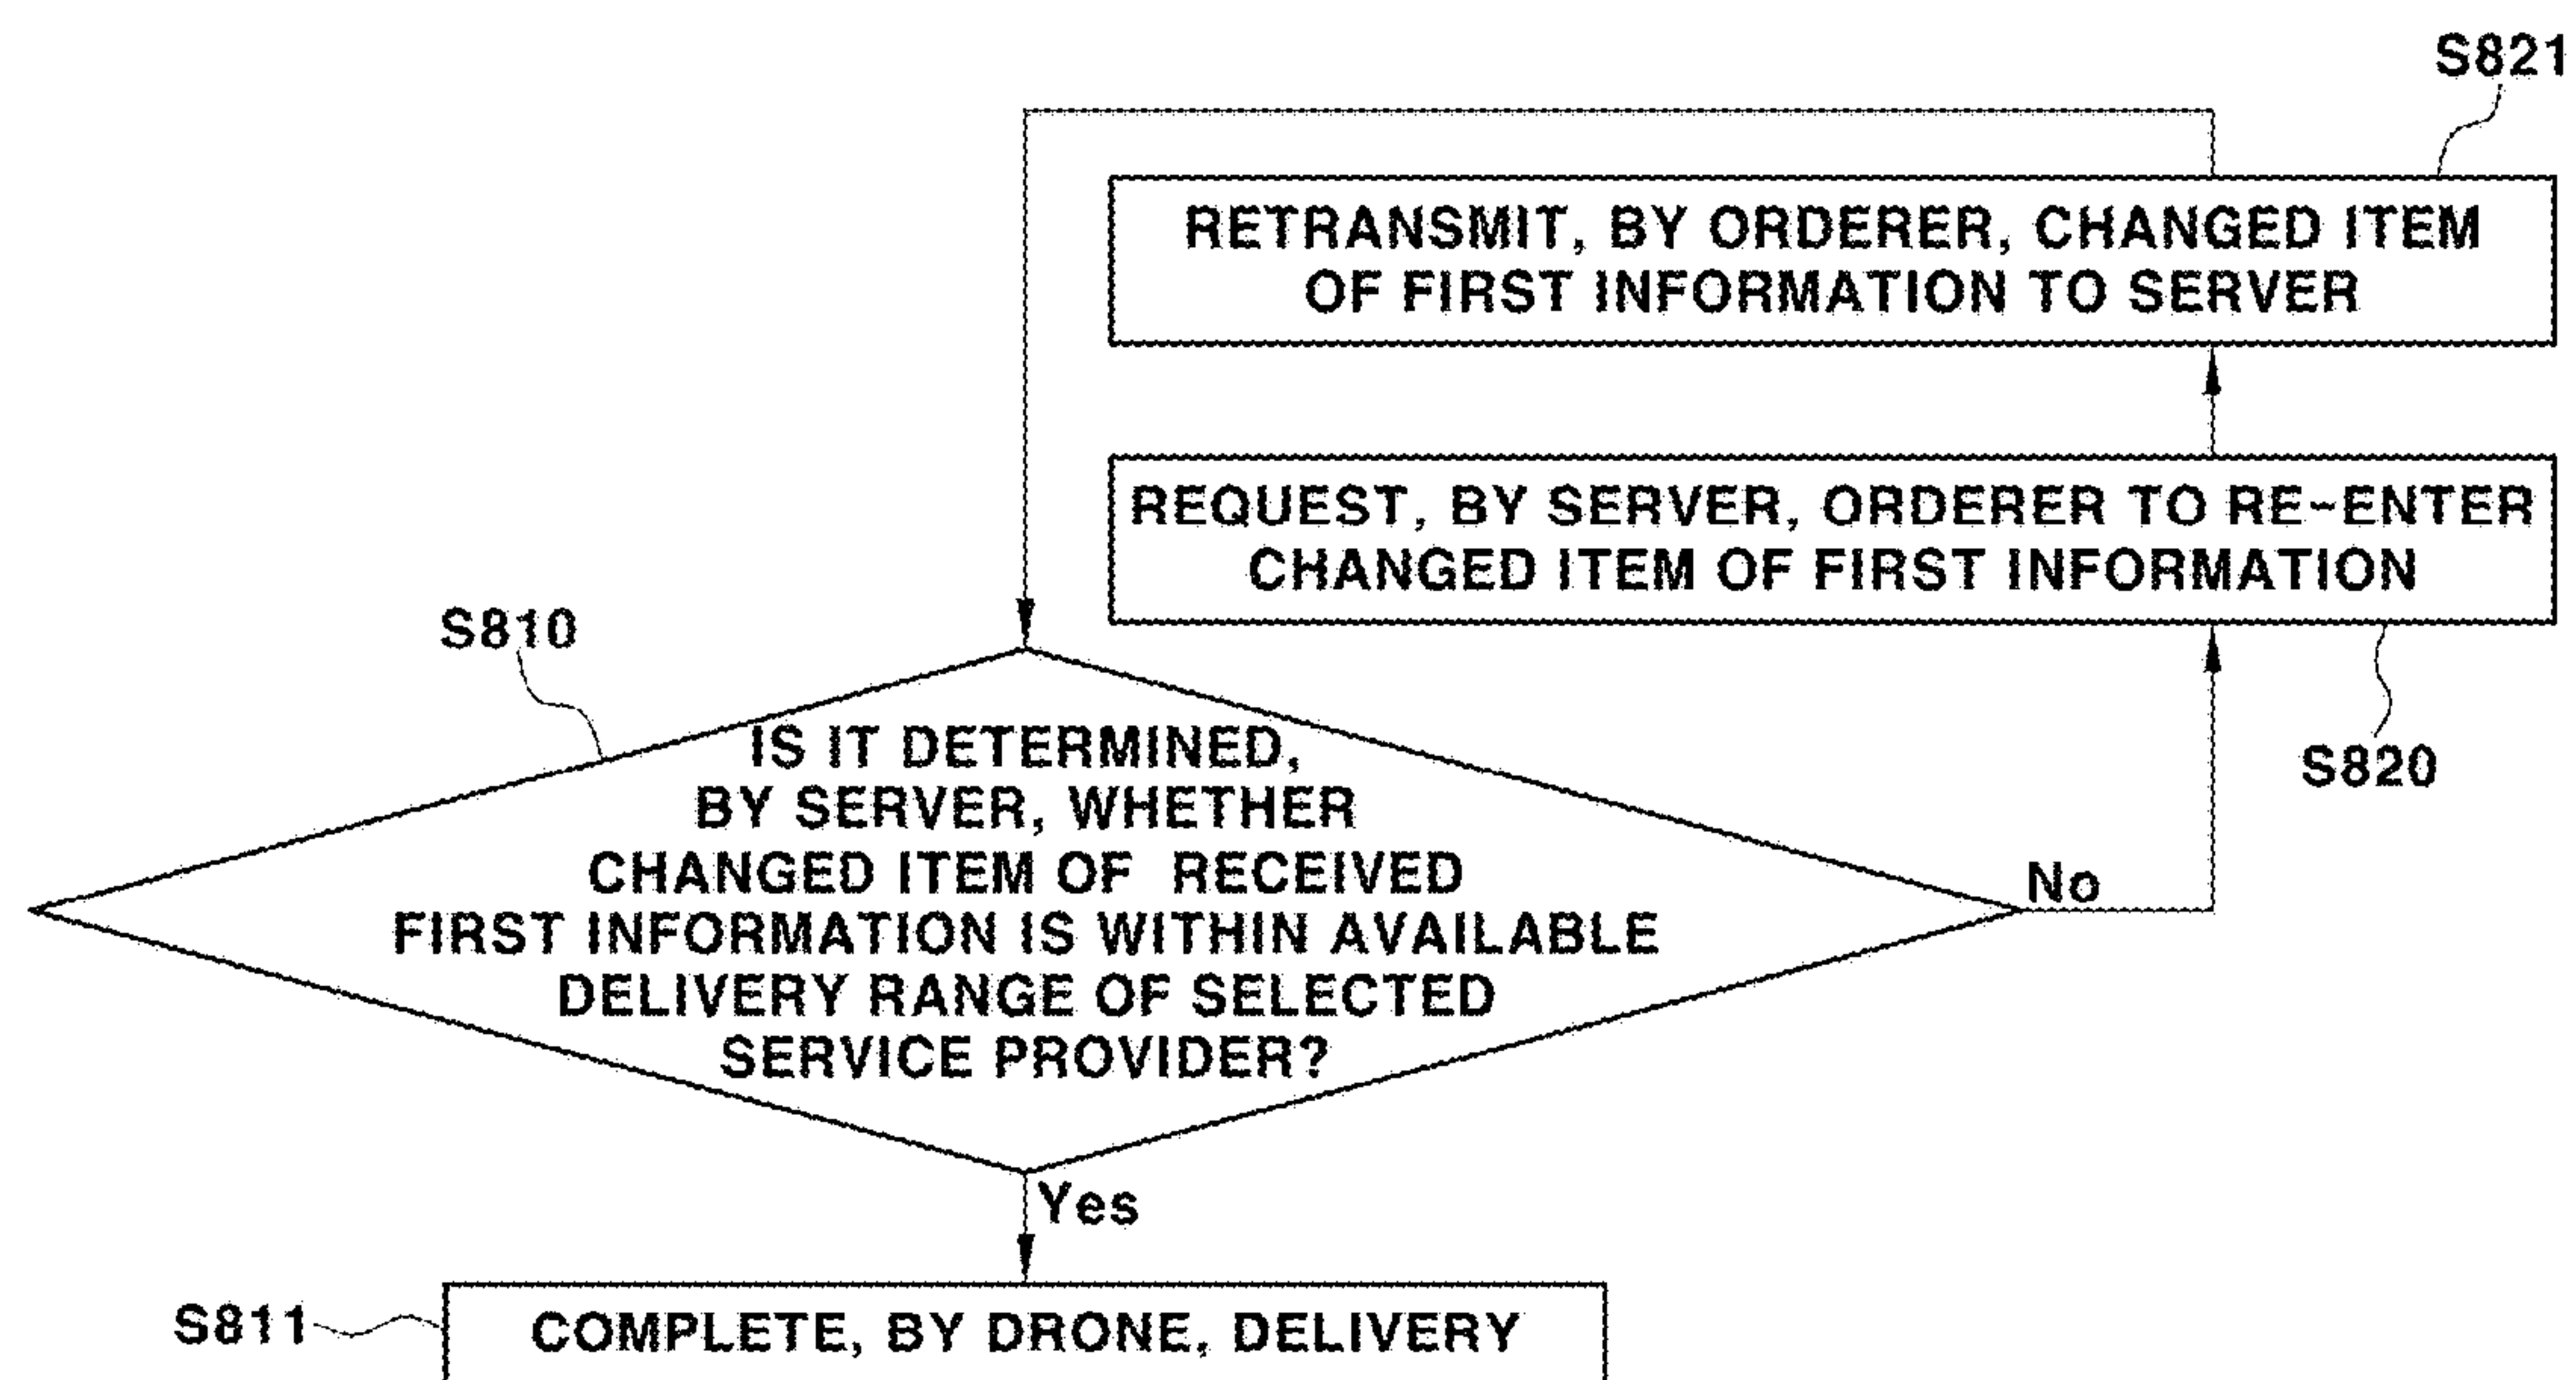 S821
RETRANSMIT, BY ORDERER, CHANGED ITEM
OF FIRST INFORMATION TO SERVER
REQUEST, BY SERVER, ORDERER TO RE-ENTER
CHANGED ITEM OF FIRST INFORMATION
S820
S810
IS IT DETERMINED,
BY SERVER, WHETHER
CHANGED ITEM OF RECEIVED
FIRST INFORMATION IS WITHIN AVAILABLE
DELIVERY RANGE OF SELECTED
SERVICE PROVIDER?
No
Yes
S811
COMPLETE, BY DRONE, DELIVERY